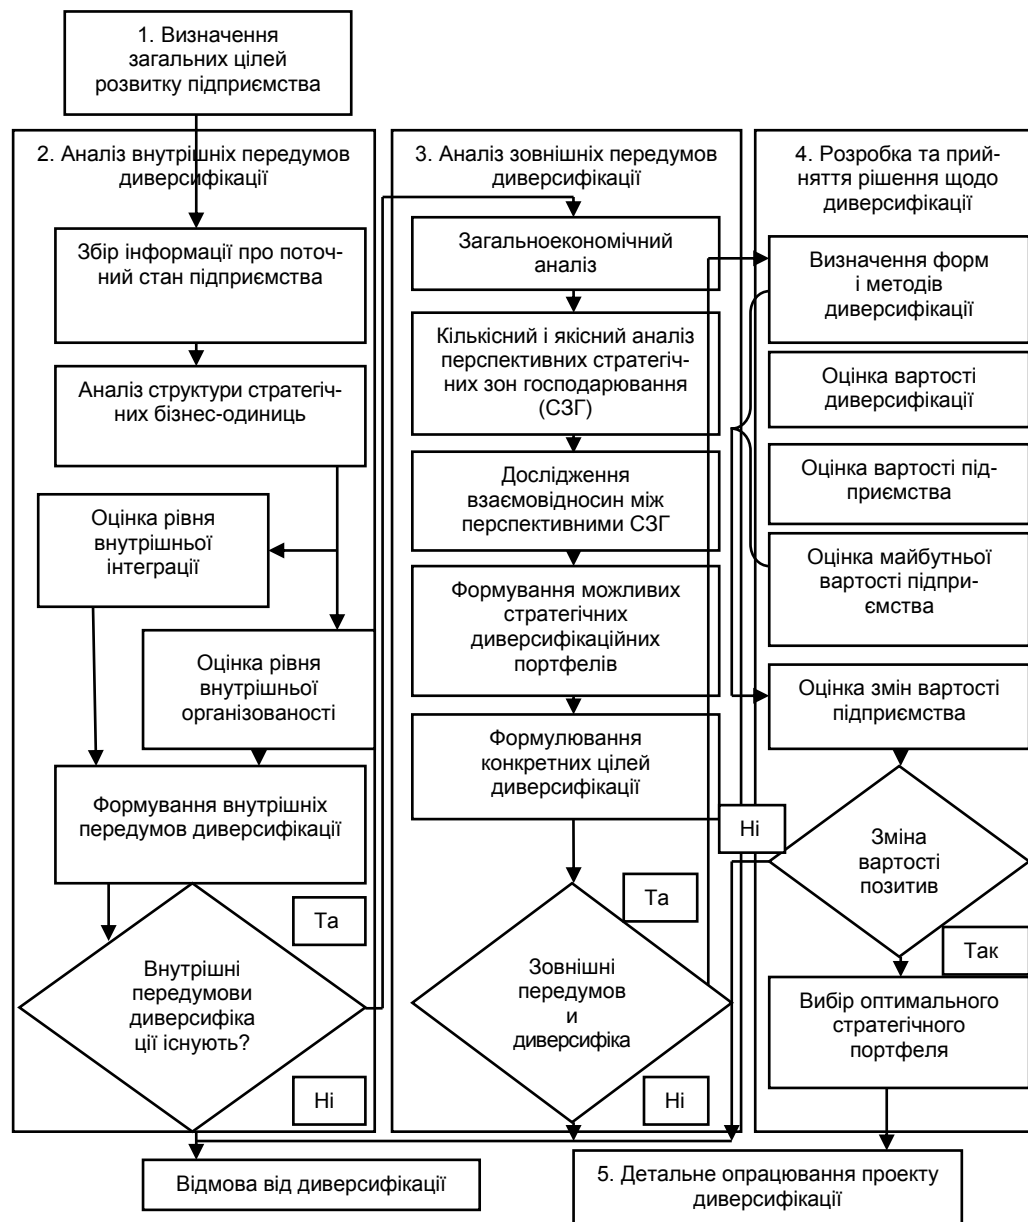 1. Визначення
загальних цілей
розвитку підприємства
2. Аналіз внутрішніх передумов
диверсифікації
Збір інформації про поточ-
ний стан підприємства
Аналіз структури стратегіч-
них бізнес-одиниць
Оцінка рівня
внутрішньої
інтеграції
Оцінка рівня
внутрішньої
організованості
Формування внутрішніх
передумов диверсифікації
Та
Внутрішні
передумови
диверсифіка
ції існують?
Ні
3. Аналіз зовнішніх передумов
диверсифікації
Загальноекономічний
аналіз
Кількісний і якісний аналіз
перспективних стратегіч-
них зон господарювання
(СЗГ)
Дослідження
взаємовідносин між
перспективними СЗГ
Формування можливих
стратегічних
диверсифікаційних
портфелів
Формулювання
конкретних цілей
диверсифікації
Та
Зовнішні
передумов
и
диверсифіка
Ні
4. Розробка та прий-
няття рішення щодо
диверсифікації
Визначення форм
і методів
диверсифікації
Оцінка вартості
диверсифікації
Оцінка вартості під-
приємства
Оцінка майбутньої
вартості підпри-
ємства
Оцінка змін вартості
підприємства
Ні
Зміна
вартості
позитив
Так
Вибір оптимального
стратегічного
портфеля
Відмова від диверсифікації
5. Детальне опрацювання проекту
диверсифікації